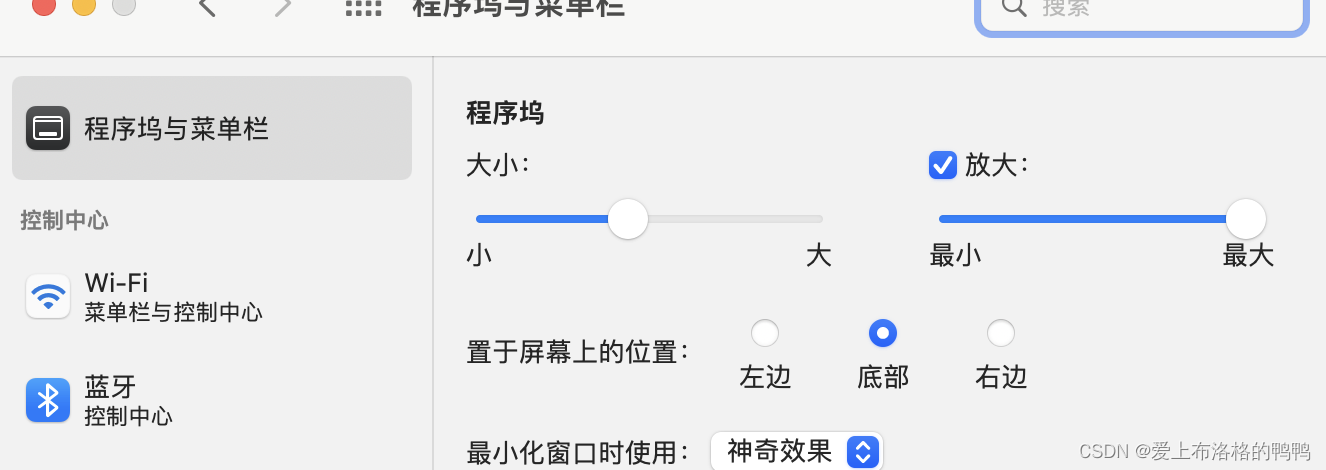 程序坞与菜单栏
搜索
程序坞与菜单栏
控制中心
Wi-Fi
菜单栏与控制中心
蓝牙
控制中心
程序坞
大小：
放大：
小
大
最小
最大
置于屏幕上的位置：
左边
底部
右边
最小化窗口时使用：
神奇效果
CSDN @爱上布洛格的鸭鸭